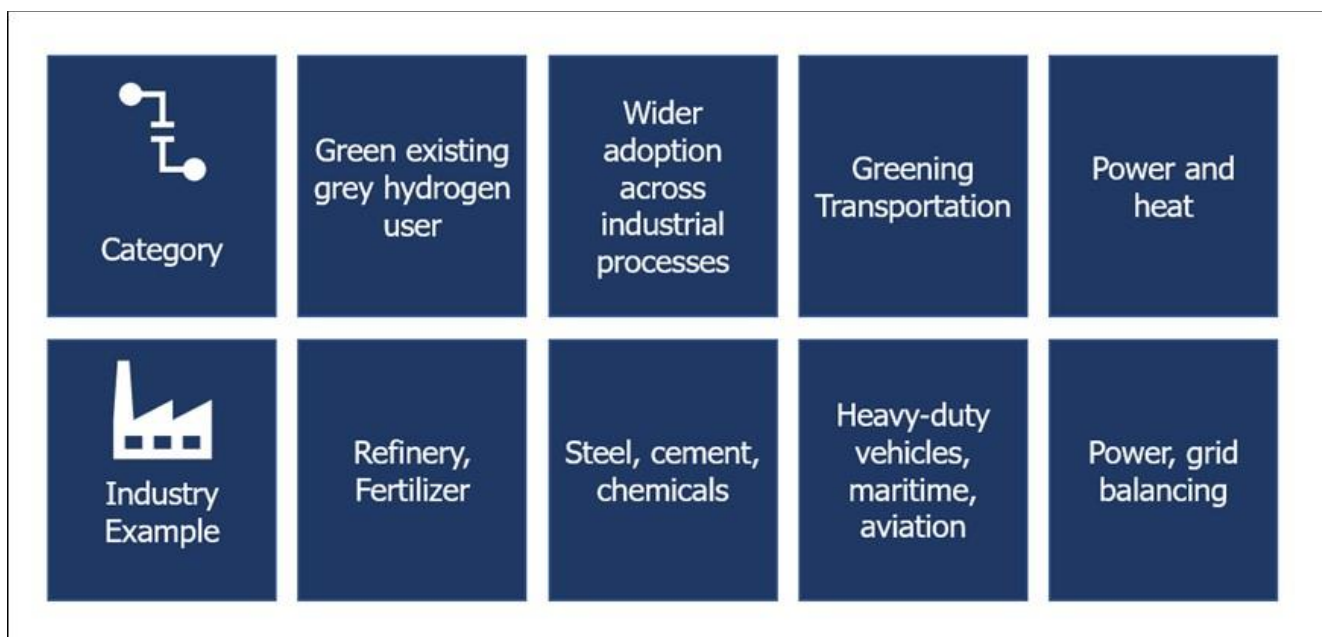 Category
Green existing
grey hydrogen
user
Wider
adoption
across
industrial
processes
Greening
Transportation
Power and
heat
Industry
Example
Refinery,
Fertilizer
Steel, cement,
chemicals
Heavy-duty
vehicles,
maritime,
aviation
Power, grid
balancing